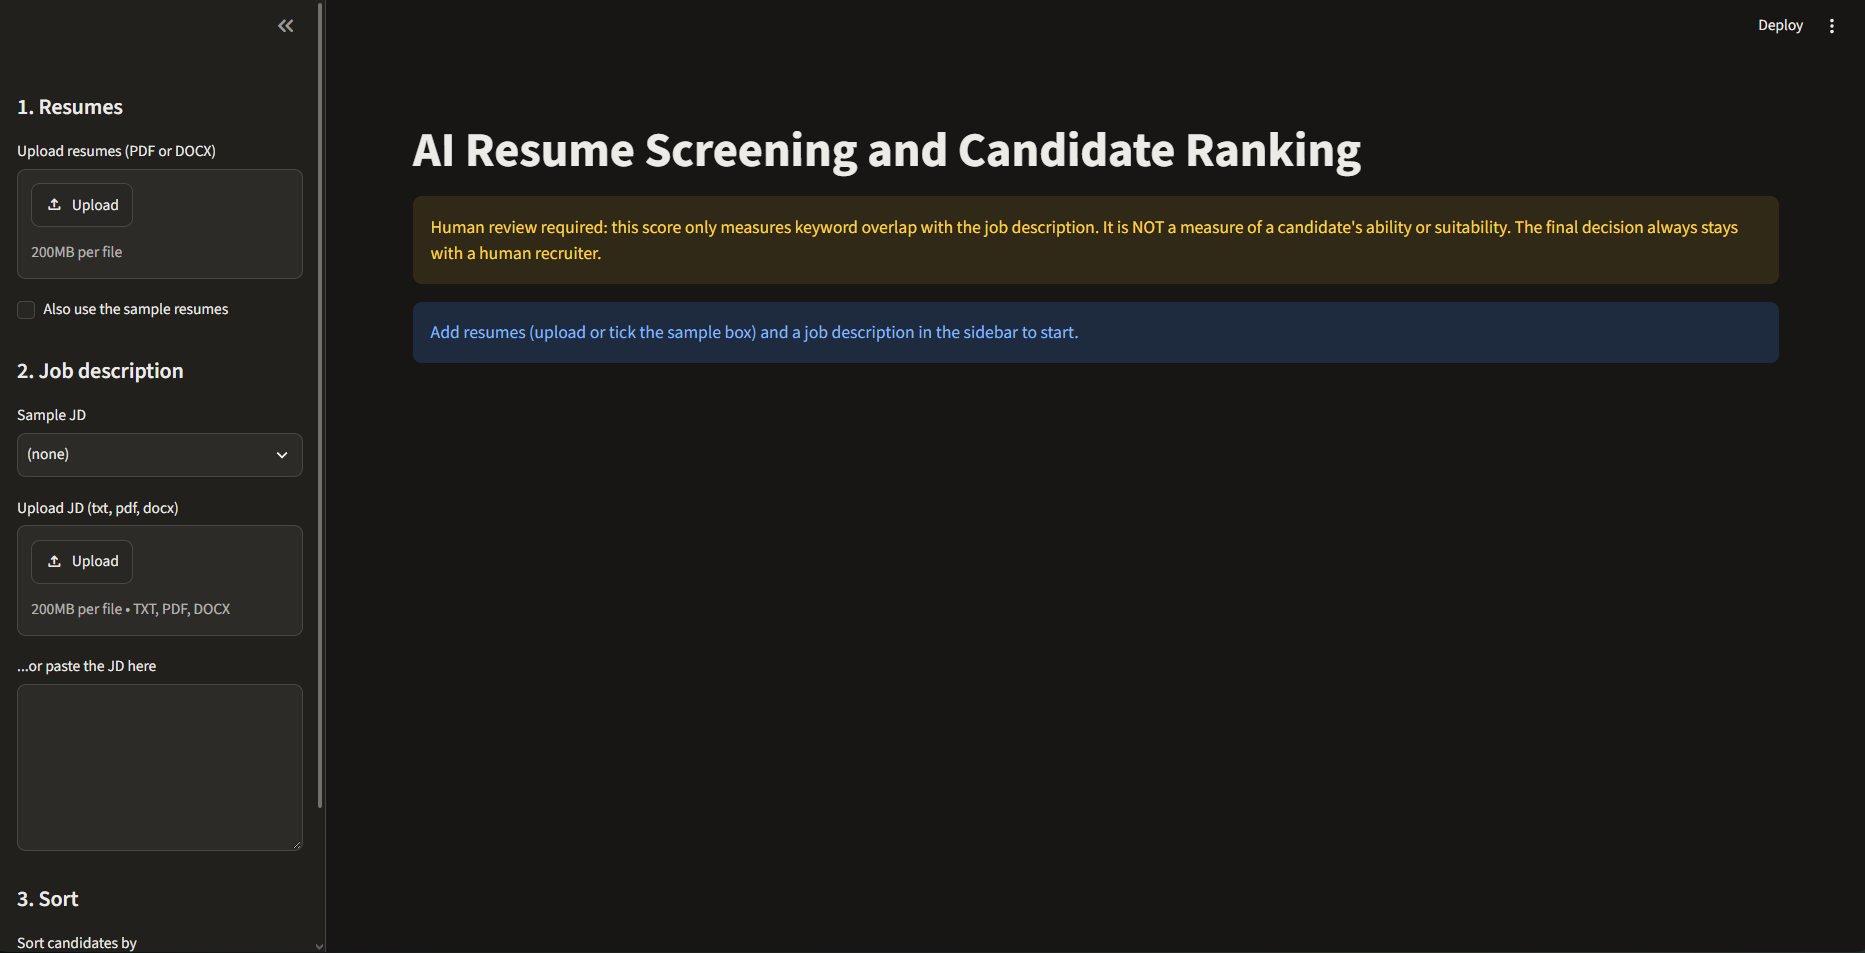 Deploy
1. Resumes
Upload resumes (PDF or DOCX)
Upload
200MB per file
Also use the sample resumes
2. Job description
Sample JD
(none)
Upload JD (txt, pdf, docx)
Upload
200MB per file • TXT, PDF, DOCX
...or paste the JD here
3. Sort
Sort candidates by
AI Resume Screening and Candidate Ranking
Human review required: this score only measures keyword overlap with the job description. It is NOT a measure of a candidate's ability or suitability. The final decision always stays
with a human recruiter.
Add resumes (upload or tick the sample box) and a job description in the sidebar to start.